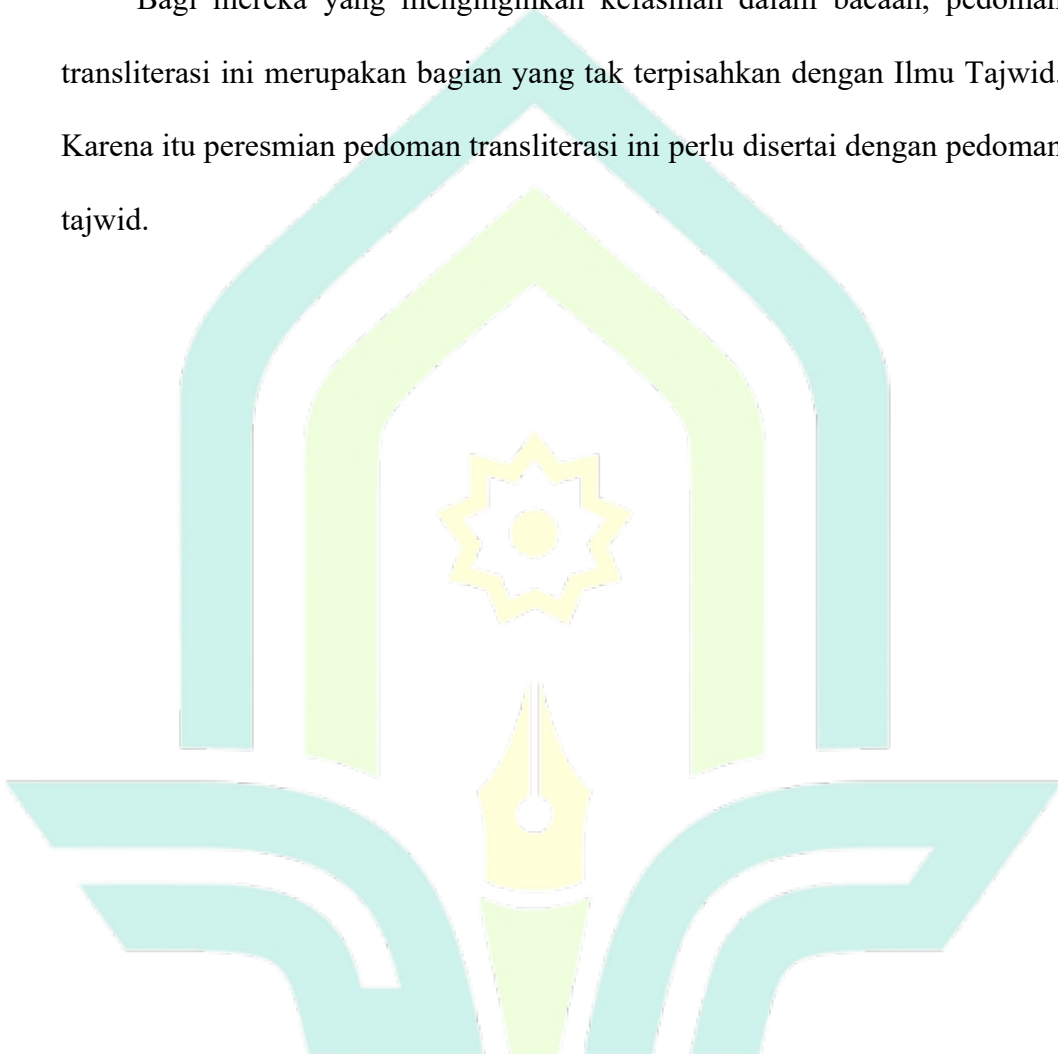 Bagi mereka yang menginginkan kefasihan dalam bacaan, pedoman
transliterasi ini merupakan bagian yang tak terpisahkan dengan Ilmu Tajwid.
Karena itu peresmian pedoman transliterasi ini perlu disertai dengan pedoman
tajwid.